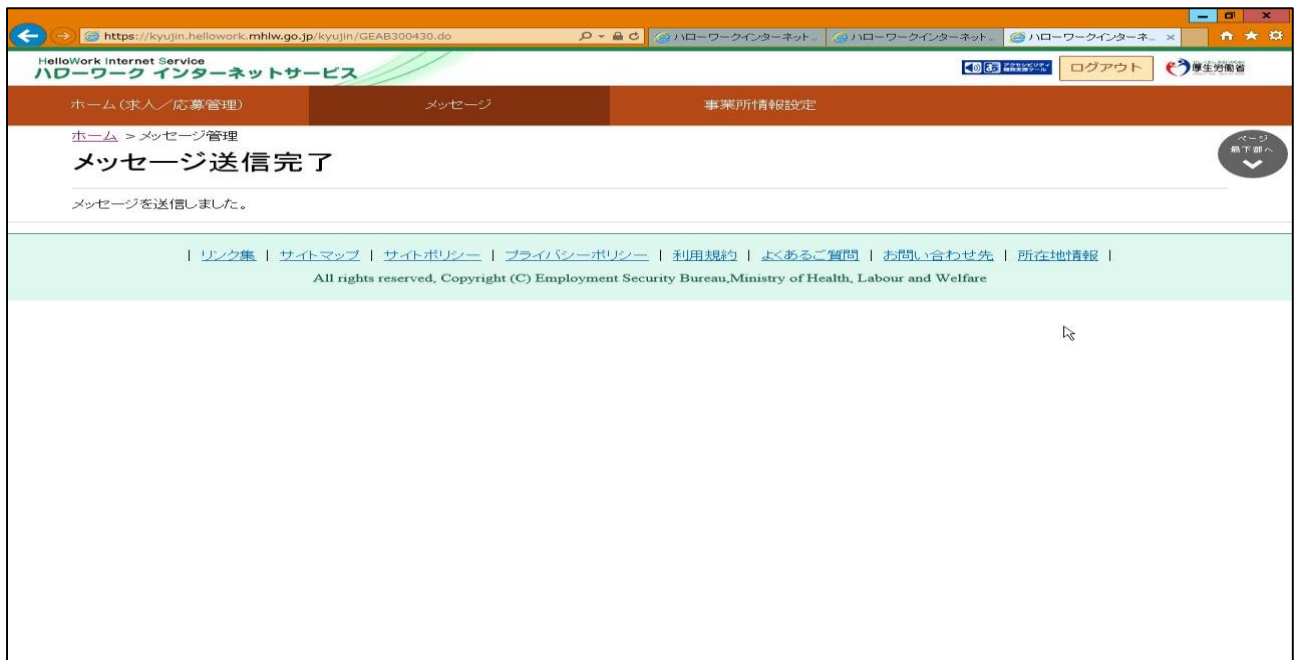 https://kyujin.hellowork.mhlw.go.jp/kyujin/GEAB300430.do
ハローワークインターネット...
ハローワークインターネット...
ハローワークインターネ...
HelloWork Internet Service
ハローワーク インターネットサービス
ログアウト
厚生労働省
ホーム(求人/応募管理)
メッセージ
事業所情報設定
ホーム > メッセージ管理
ページ
最下部へ
メッセージ送信完了
メッセージを送信しました。
| リンク集 | サイトマップ | サイトポリシー | プライバシーポリシー | 利用規約 | よくあるご質問 | お問い合わせ先 | 所在地情報 |
All rights reserved, Copyright (C) Employment Security Bureau,Ministry of Health, Labour and Welfare